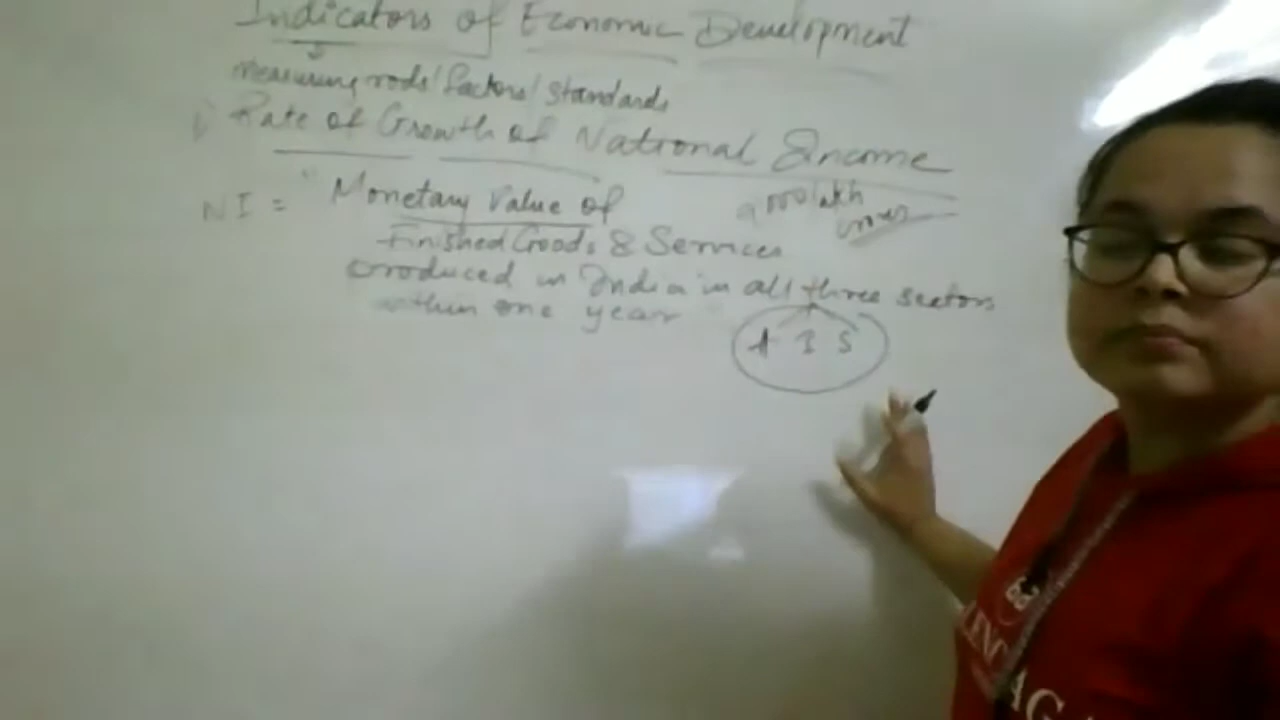 Indicators of Economic Development
measuring rods/factors/standards
Rate of Growth of National Income
NI = "Monetary Value of
Finished Goods & Services
produced in India in all three sectors
within one year"
lakh
A I S